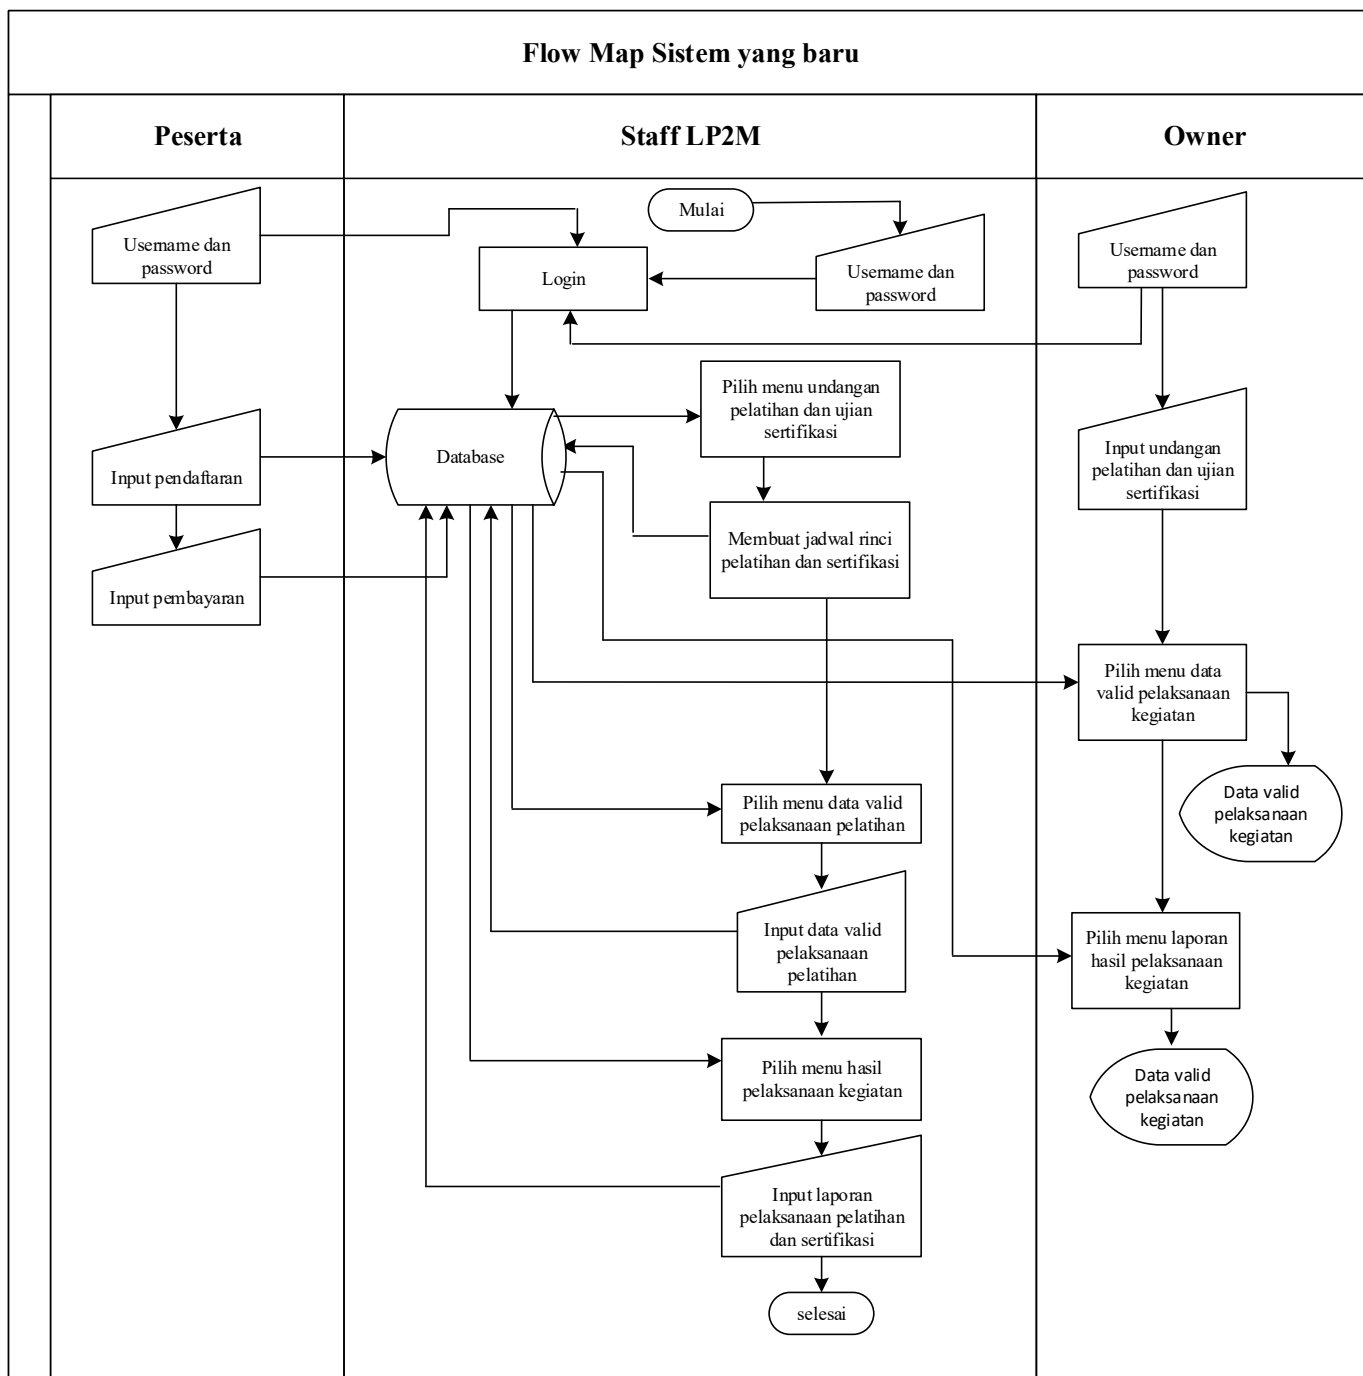 Flow Map Sistem yang baru
Peserta
Staff LP2M
Owner
Username dan
password
Login
Mulai
Username dan
password
Username dan
password
Pilih menu undangan
pelatihan dan ujian
sertifikasi
Input pendaftaran
Database
Input undangan
pelatihan dan ujian
sertifikasi
Membuat jadwal rinci
pelatihan dan sertifikasi
Input pembayaran
Pilih menu data
valid pelaksanaan
kegiatan
Pilih menu data valid
pelaksanaan pelatihan
Data valid
pelaksanaan
kegiatan
Input data valid
pelaksanaan
pelatihan
Pilih menu laporan
hasil pelaksanaan
kegiatan
Pilih menu hasil
pelaksanaan kegiatan
Data valid
pelaksanaan
kegiatan
Input laporan
pelaksanaan pelatihan
dan sertifikasi
selesai